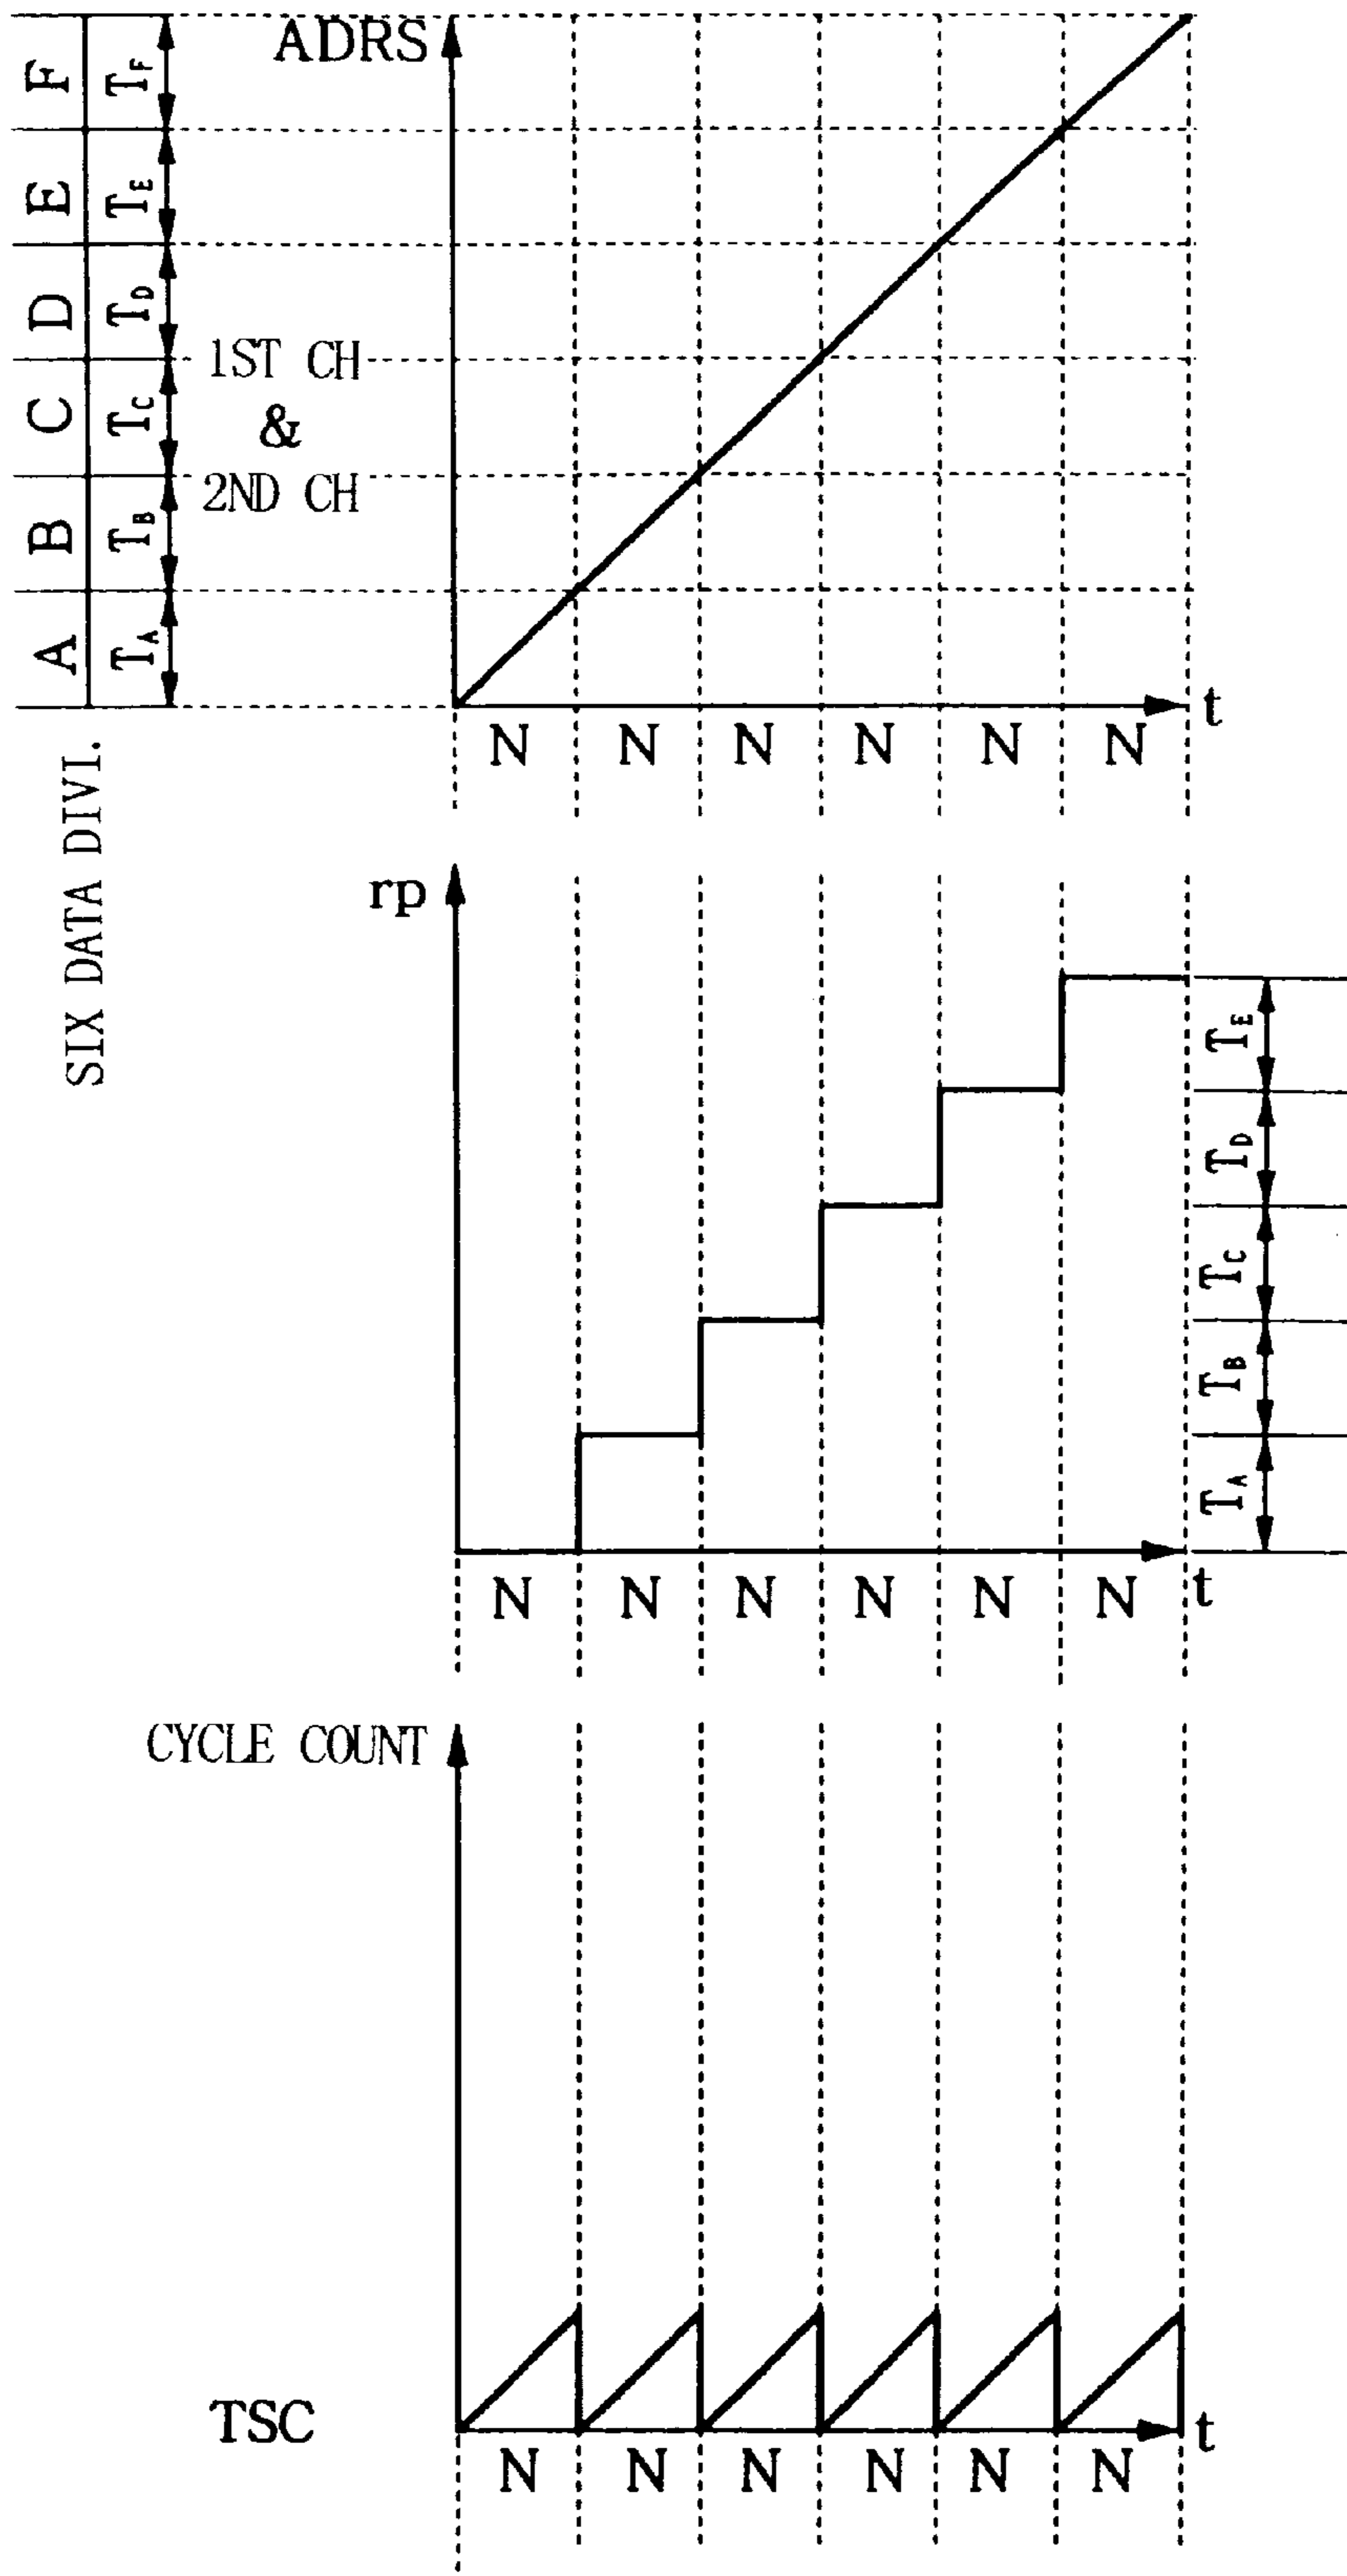 ADRS
F
T_F
E
T_E
D
T_D
1ST CH
C
T_C
&
2ND CH
B
T_B
A
T_A
t
N N N N N N
SIX DATA DIVI.
rp
T_E
T_D
T_C
T_B
T_A
N N N N N N t
CYCLE COUNT
TSC
t
N N N N N N